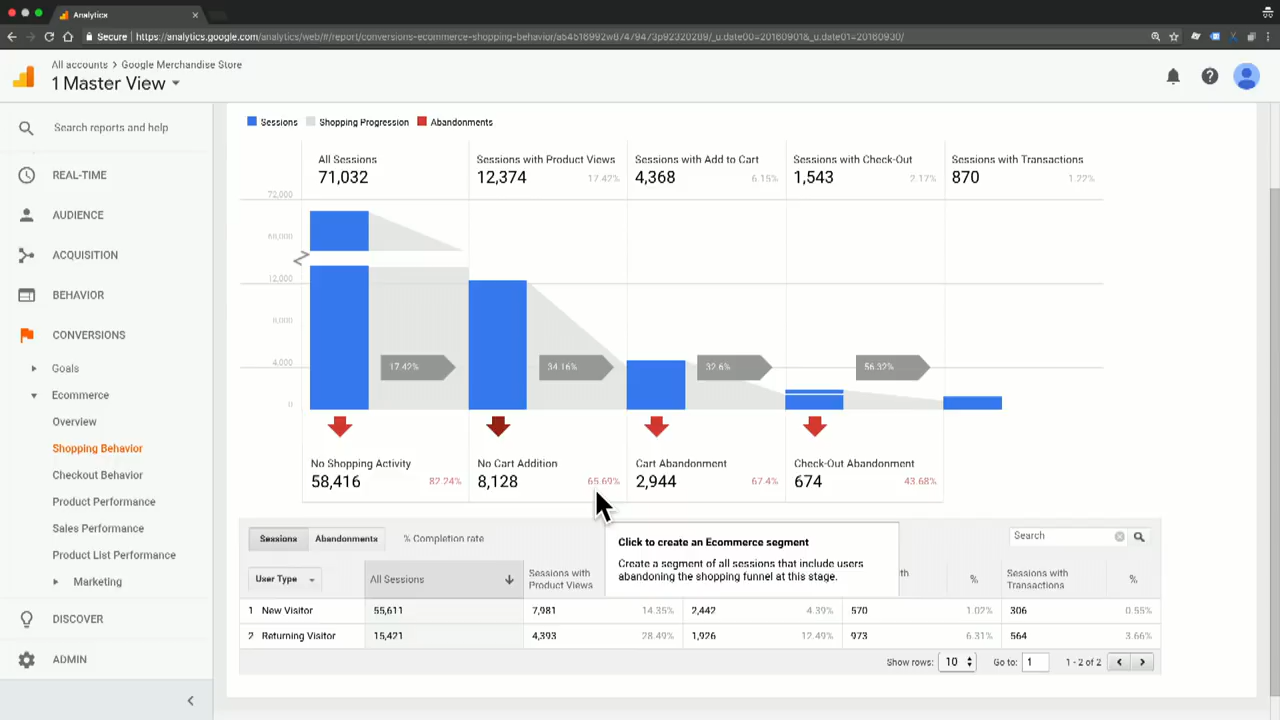 Analytics
Secure https://analytics.google.com/analytics/web/#/report/conversions-ecommerce-shopping-behavior/a54516992w87479473p92320289/_u.date00=20160901&_u.date01=20160930/
All accounts > Google Merchandise Store
1 Master View
Search reports and help
REAL-TIME
AUDIENCE
ACQUISITION
BEHAVIOR
CONVERSIONS
Goals
Ecommerce
Overview
Shopping Behavior
Checkout Behavior
Product Performance
Sales Performance
Product List Performance
Marketing
DISCOVER
ADMIN
Sessions Shopping Progression Abandonments
All Sessions Sessions with Product Views Sessions with Add to Cart Sessions with Check-Out Sessions with Transactions
71,032 12,374 17.42% 4,368 6.15% 1,543 2.17% 870 1.22%
72,000
68,000
12,000
8,000
4,000
0
17.42% 34.16% 32.6% 56.32%
No Shopping Activity No Cart Addition Cart Abandonment Check-Out Abandonment
58,416 82.24% 8,128 65.69% 2,944 67.4% 674 43.68%
Sessions Abandonments % Completion rate Search
Click to create an Ecommerce segment
Create a segment of all sessions that include users
abandoning the shopping funnel at this stage.
User Type All Sessions Sessions with Product Views th % Sessions with Transactions %
1 New Visitor 55,611 7,981 14.35% 2,442 4.39% 570 1.02% 306 0.55%
2 Returning Visitor 15,421 4,393 28.49% 1,926 12.49% 973 6.31% 564 3.66%
Show rows: 10 Go to: 1 1 - 2 of 2